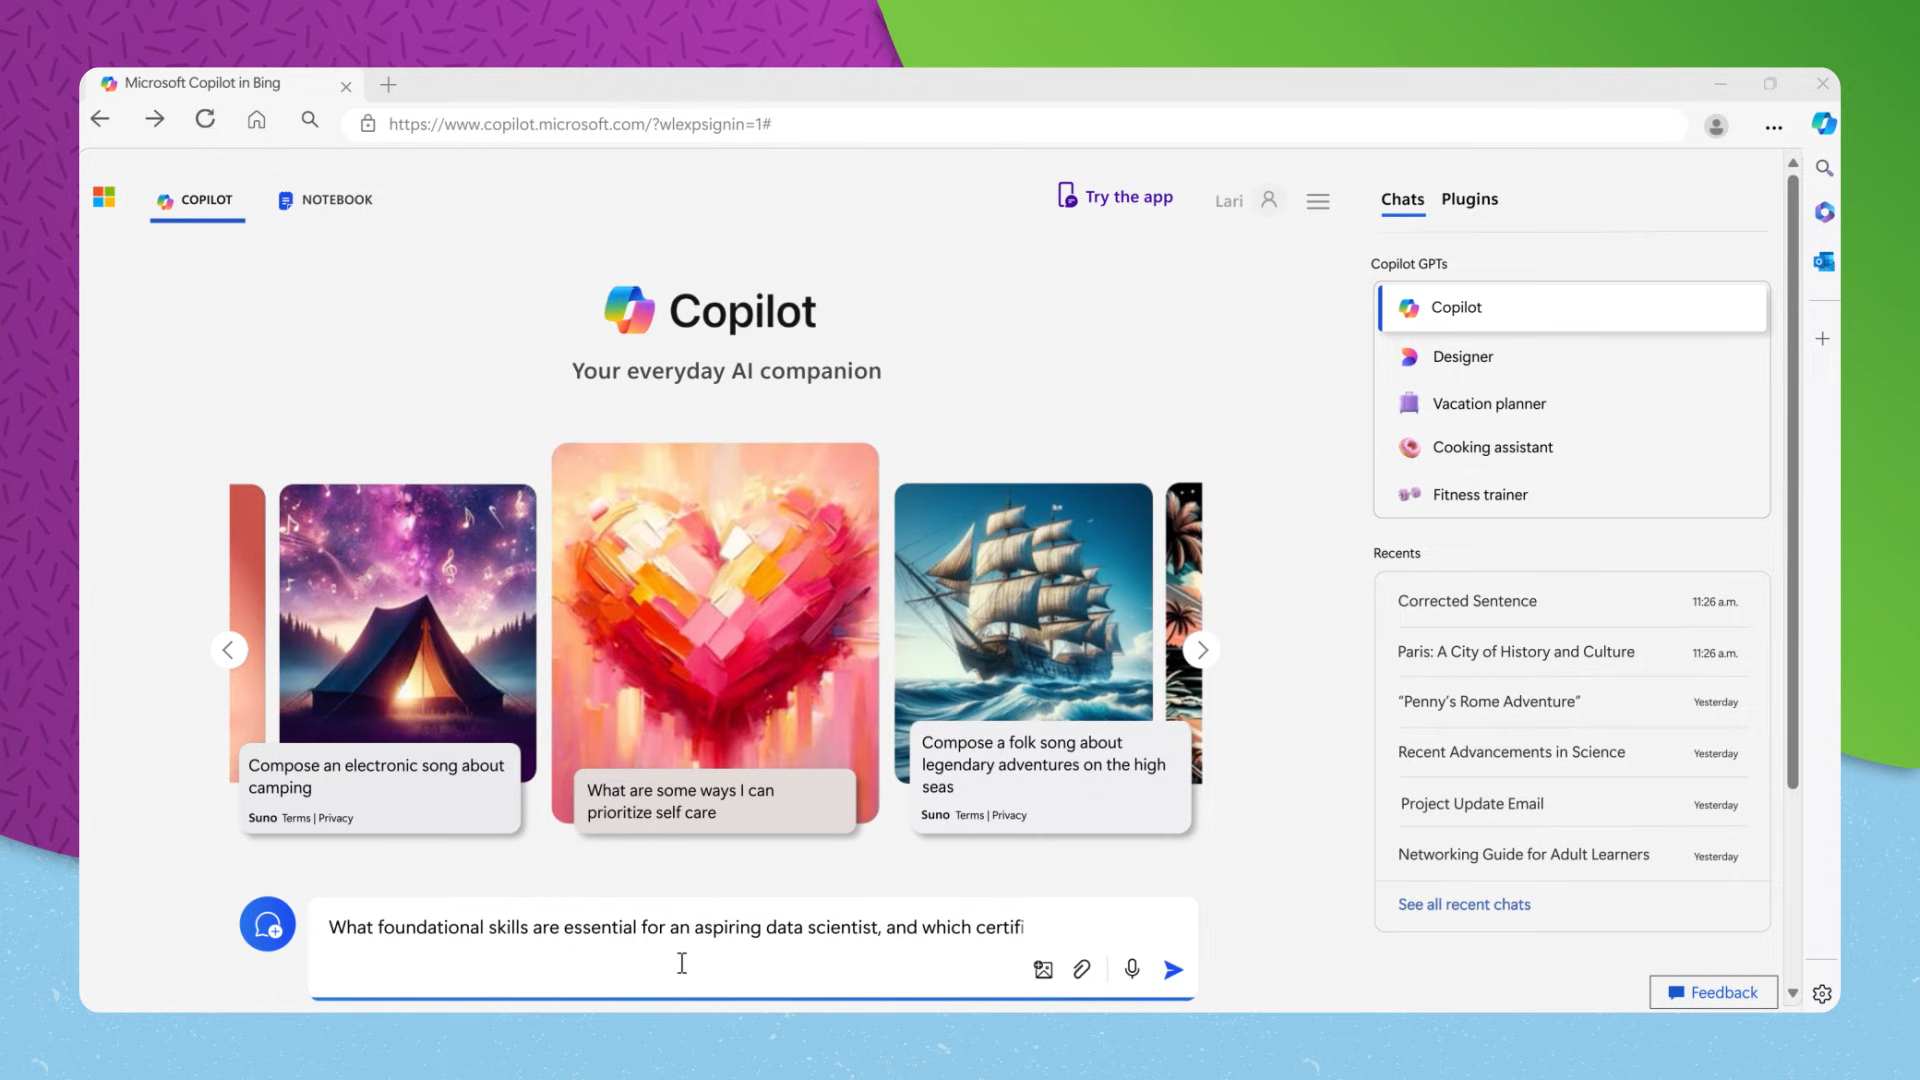 Microsoft Copilot in Bing
https://www.copilot.microsoft.com/?wlexpsignin=1#
COPILOT
NOTEBOOK
Try the app
Lari
Chats Plugins
Copilot
Your everyday AI companion
Compose an electronic song about
camping
Suno Terms | Privacy
What are some ways I can
prioritize self care
Compose a folk song about
legendary adventures on the high
seas
Suno Terms | Privacy
What foundational skills are essential for an aspiring data scientist, and which certifi
Copilot GPTs
Copilot
Designer
Vacation planner
Cooking assistant
Fitness trainer
Recents
Corrected Sentence 11:26 a.m.
Paris: A City of History and Culture 11:26 a.m.
“Penny’s Rome Adventure” Yesterday
Recent Advancements in Science Yesterday
Project Update Email Yesterday
Networking Guide for Adult Learners Yesterday
See all recent chats
Feedback